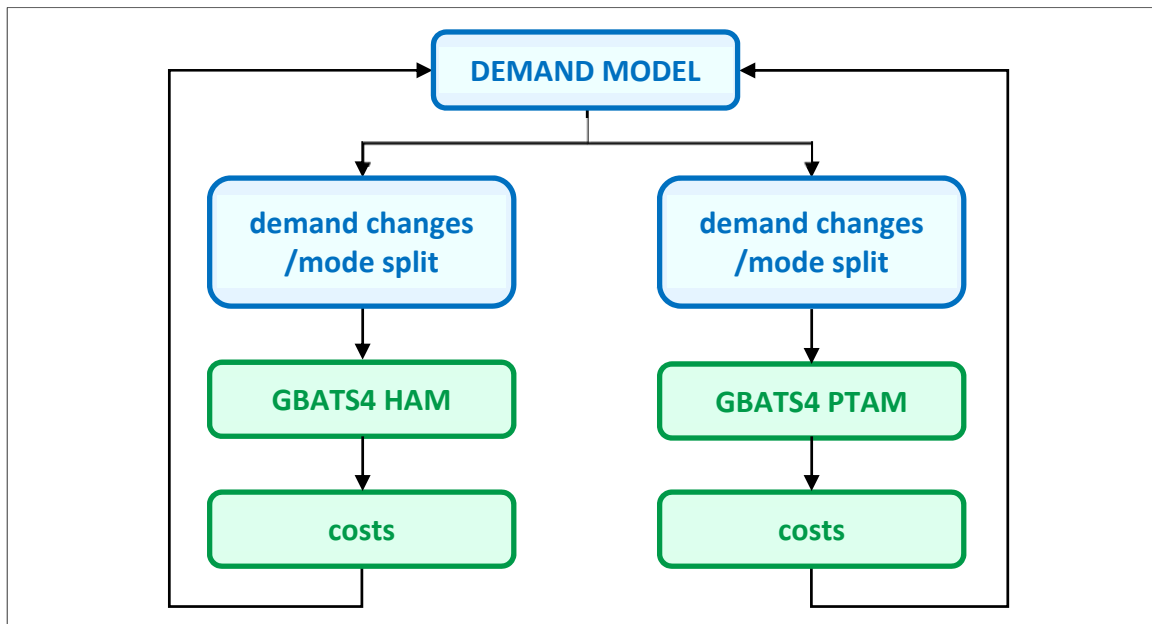 DEMAND MODEL
demand changes
/mode split
demand changes
/mode split
GBATS4 HAM
GBATS4 PTAM
costs
costs